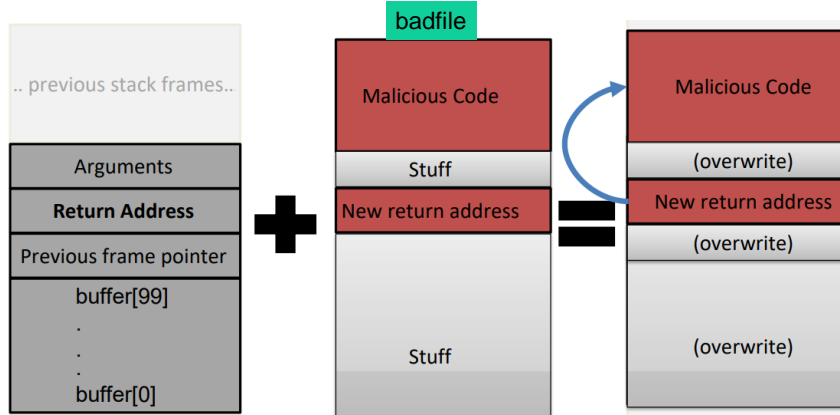 badfile
.. previous stack frames..
Arguments
Return Address
Previous frame pointer
buffer[99]
.
.
.
buffer[0]
Malicious Code
Stuff
New return address
Stuff
Malicious Code
(overwrite)
New return address
(overwrite)
(overwrite)